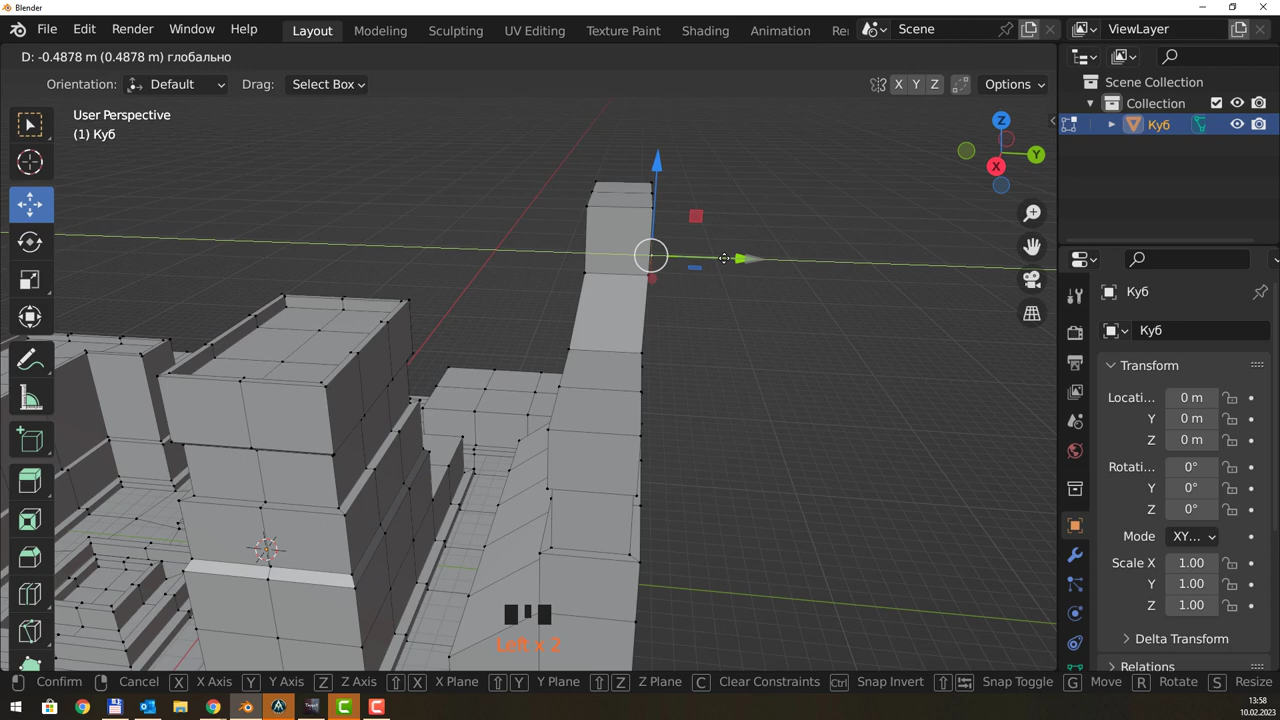 Blender
File Edit Render Window Help Layout Modeling Sculpting UV Editing Texture Paint Shading Animation Re Scene ViewLayer
D: -0.4878 m (0.4878 m) глобально
Orientation: Default Drag: Select Box X Y Z Options
User Perspective
(1) Куб
Z
Y
X
Scene Collection
Collection
Куб
Куб
Куб
Transform
Locati... 0 m
Y 0 m
Z 0 m
Rotati... 0°
Y 0°
Z 0°
Mode XY...
Scale X 1.00
Y 1.00
Z 1.00
Delta Transform
Relations
Left x 2
Confirm Cancel X X Axis Y Y Axis Z Z Axis X X Plane Y Y Plane Z Z Plane C Clear Constraints Ctrl Snap Invert Snap Toggle G Move R Rotate S Resize
13:58
10.02.2023